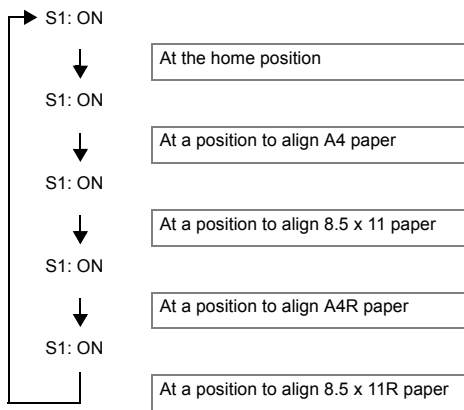 S1: ON
At the home position
S1: ON
At a position to align A4 paper
S1: ON
At a position to align 8.5 x 11 paper
S1: ON
At a position to align A4R paper
S1: ON
At a position to align 8.5 x 11R paper